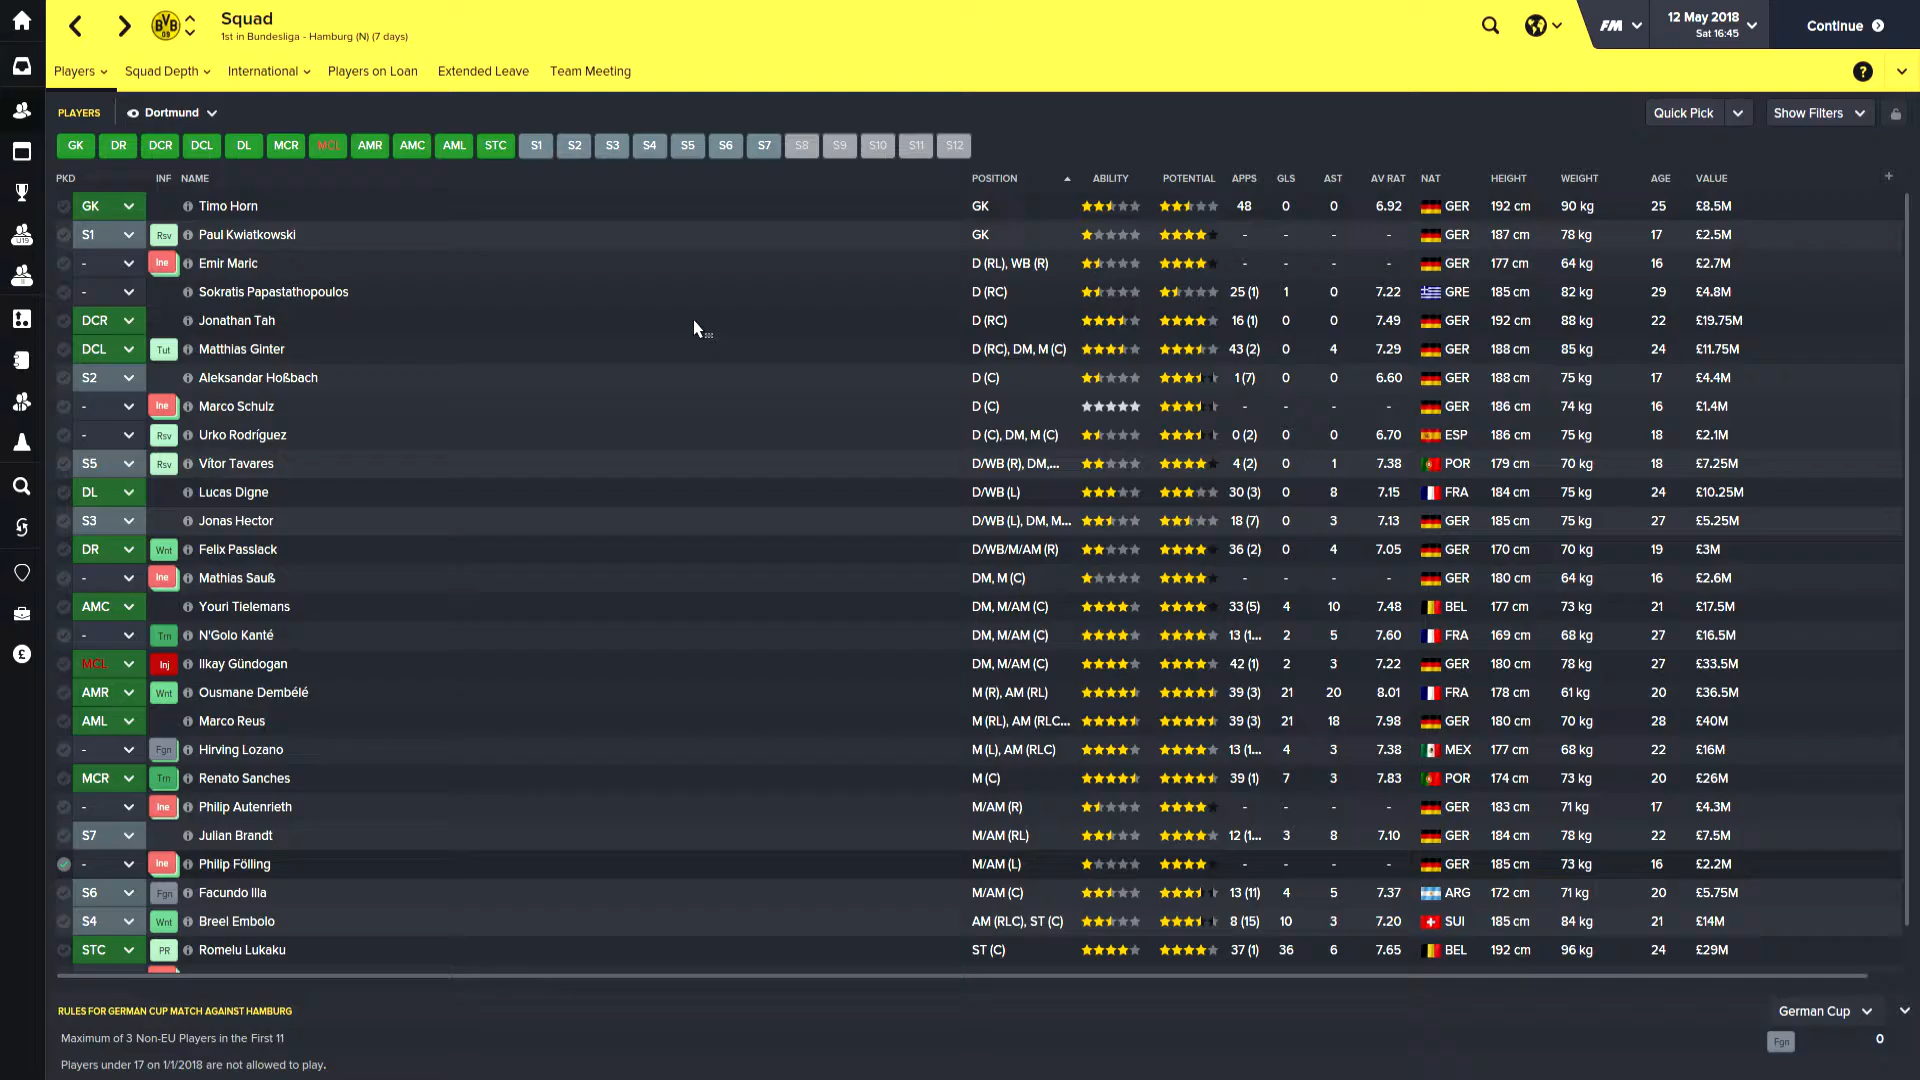 Squad
1st in Bundesliga - Hamburg (N) (7 days)
FM
12 May 2018
Sat 16:45
Continue
Players Squad Depth International Players on Loan Extended Leave Team Meeting
PLAYERS Dortmund Quick Pick Show Filters
GK DR DCR DCL DL MCR MCL AMR AMC AML STC S1 S2 S3 S4 S5 S6 S7 S8 S9 S10 S11 S12
PKD INF NAME POSITION ABILITY POTENTIAL APPS GLS AST AV RAT NAT HEIGHT WEIGHT AGE VALUE
GK Timo Horn GK 48 0 0 6.92 GER 192 cm 90 kg 25 £8.5M
S1 Rsv Paul Kwiatkowski GK - - - - GER 187 cm 78 kg 17 £2.5M
- Ine Emir Maric D (RL), WB (R) - - - - GER 177 cm 64 kg 16 £2.7M
- Sokratis Papastathopoulos D (RC) 25 (1) 1 0 7.22 GRE 185 cm 82 kg 29 £4.8M
DCR Jonathan Tah D (RC) 16 (1) 0 0 7.49 GER 192 cm 88 kg 22 £19.75M
DCL Tut Matthias Ginter D (RC), DM, M (C) 43 (2) 0 4 7.29 GER 188 cm 85 kg 24 £11.75M
S2 Aleksandar Hoßbach D (C) 1 (7) 0 0 6.60 GER 188 cm 75 kg 17 £4.4M
- Ine Marco Schulz D (C) - - - - GER 186 cm 74 kg 16 £1.4M
- Rsv Urko Rodríguez D (C), DM, M (C) 0 (2) 0 0 6.70 ESP 186 cm 75 kg 18 £2.1M
S5 Rsv Vítor Tavares D/WB (R), DM,... 4 (2) 0 1 7.38 POR 179 cm 70 kg 18 £7.25M
DL Lucas Digne D/WB (L) 30 (3) 0 8 7.15 FRA 184 cm 75 kg 24 £10.25M
S3 Jonas Hector D/WB (L), DM, M... 18 (7) 0 3 7.13 GER 185 cm 75 kg 27 £5.25M
DR Wnt Felix Passlack D/WB/M/AM (R) 36 (2) 0 4 7.05 GER 170 cm 70 kg 19 £3M
- Ine Mathias Sauß DM, M (C) - - - - GER 180 cm 64 kg 16 £2.6M
AMC Youri Tielemans DM, M/AM (C) 33 (5) 4 10 7.48 BEL 177 cm 73 kg 21 £17.5M
- Trn N'Golo Kanté DM, M/AM (C) 13 (1... 2 5 7.60 FRA 169 cm 68 kg 27 £16.5M
MCL Inj Ilkay Gündogan DM, M/AM (C) 42 (1) 2 3 7.22 GER 180 cm 78 kg 27 £33.5M
AMR Wnt Ousmane Dembélé M (R), AM (RL) 39 (3) 21 20 8.01 FRA 178 cm 61 kg 20 £36.5M
AML Marco Reus M (RL), AM (RLC... 39 (3) 21 18 7.98 GER 180 cm 70 kg 28 £40M
- Fgn Hirving Lozano M (L), AM (RLC) 13 (1... 4 3 7.38 MEX 177 cm 68 kg 22 £16M
MCR Trn Renato Sanches M (C) 39 (1) 7 3 7.83 POR 174 cm 73 kg 20 £26M
- Ine Philip Autenrieth M/AM (R) - - - - GER 183 cm 71 kg 17 £4.3M
S7 Julian Brandt M/AM (RL) 12 (1... 3 8 7.10 GER 184 cm 78 kg 22 £7.5M
- Ine Philip Fölling M/AM (L) - - - - GER 185 cm 73 kg 16 £2.2M
S6 Fgn Facundo Illa M/AM (C) 13 (11) 4 5 7.37 ARG 172 cm 71 kg 20 £5.75M
S4 Wnt Breel Embolo AM (RLC), ST (C) 8 (15) 10 3 7.20 SUI 185 cm 84 kg 21 £14M
STC PR Romelu Lukaku ST (C) 37 (1) 36 6 7.65 BEL 192 cm 96 kg 24 £29M
RULES FOR GERMAN CUP MATCH AGAINST HAMBURG German Cup
Maximum of 3 Non-EU Players in the First 11 Fgn 0
Players under 17 on 1/1/2018 are not allowed to play.